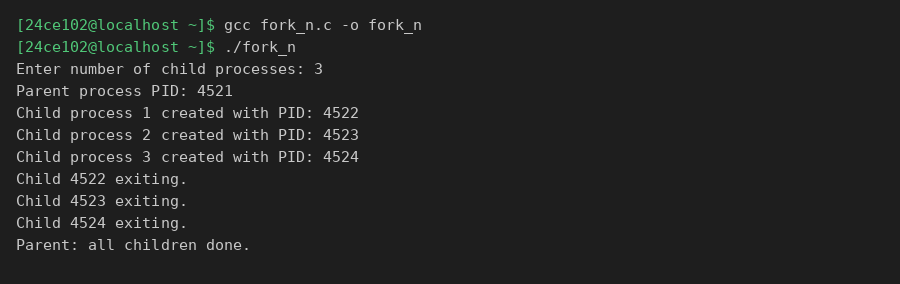 [24ce102@localhost ~]$ gcc fork_n.c -o fork_n
[24ce102@localhost ~]$ ./fork_n
Enter number of child processes: 3
Parent process PID: 4521
Child process 1 created with PID: 4522
Child process 2 created with PID: 4523
Child process 3 created with PID: 4524
Child 4522 exiting.
Child 4523 exiting.
Child 4524 exiting.
Parent: all children done.